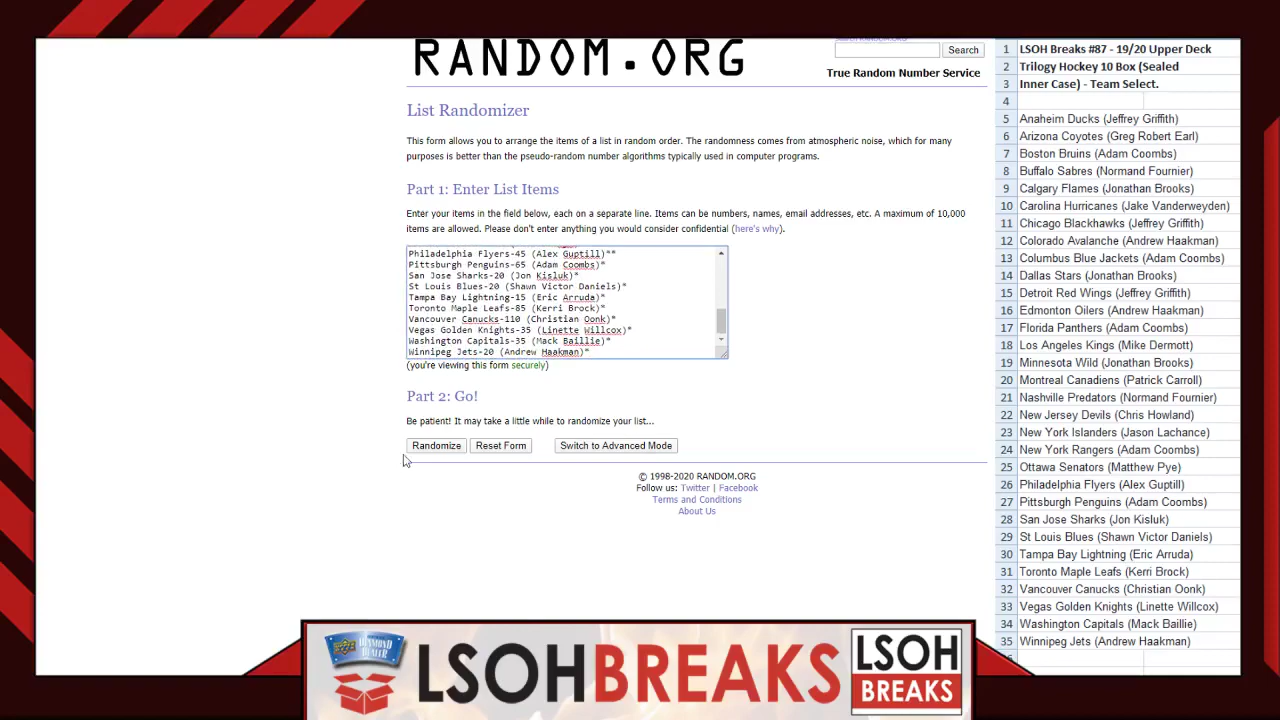 RANDOM.ORG
Search
True Random Number Service
List Randomizer
This form allows you to arrange the items of a list in random order. The randomness comes from atmospheric noise, which for many
purposes is better than the pseudo-random number algorithms typically used in computer programs.
Part 1: Enter List Items
Enter your items in the field below, each on a separate line. Items can be numbers, names, email addresses, etc. A maximum of 10,000
items are allowed. Please don't enter anything you would consider confidential (here's why).
Philadelphia Flyers-45 (Alex Guptill)**
Pittsburgh Penguins-65 (Adam Coombs)*
San Jose Sharks-20 (Jon Kisluk)*
St Louis Blues-20 (Shawn Victor Daniels)*
Tampa Bay Lightning-15 (Eric Arruda)*
Toronto Maple Leafs-85 (Kerri Brock)*
Vancouver Canucks-110 (Christian Oonk)*
Vegas Golden Knights-35 (Linette Willcox)*
Washington Capitals-35 (Mack Baillie)*
Winnipeg Jets-20 (Andrew Haakman)*
(you're viewing this form securely)
Part 2: Go!
Be patient! It may take a little while to randomize your list...
Randomize Reset Form Switch to Advanced Mode
© 1998-2020 RANDOM.ORG
Follow us: Twitter | Facebook
Terms and Conditions
About Us
1 LSOH Breaks #87 - 19/20 Upper Deck
2 Trilogy Hockey 10 Box (Sealed
3 Inner Case) - Team Select.
4
5 Anaheim Ducks (Jeffrey Griffith)
6 Arizona Coyotes (Greg Robert Earl)
7 Boston Bruins (Adam Coombs)
8 Buffalo Sabres (Normand Fournier)
9 Calgary Flames (Jonathan Brooks)
10 Carolina Hurricanes (Jake Vanderweyden)
11 Chicago Blackhawks (Jeffrey Griffith)
12 Colorado Avalanche (Andrew Haakman)
13 Columbus Blue Jackets (Adam Coombs)
14 Dallas Stars (Jonathan Brooks)
15 Detroit Red Wings (Jeffrey Griffith)
16 Edmonton Oilers (Andrew Haakman)
17 Florida Panthers (Adam Coombs)
18 Los Angeles Kings (Mike Dermott)
19 Minnesota Wild (Jonathan Brooks)
20 Montreal Canadiens (Patrick Carroll)
21 Nashville Predators (Normand Fournier)
22 New Jersey Devils (Chris Howland)
23 New York Islanders (Jason Lachance)
24 New York Rangers (Adam Coombs)
25 Ottawa Senators (Matthew Pye)
26 Philadelphia Flyers (Alex Guptill)
27 Pittsburgh Penguins (Adam Coombs)
28 San Jose Sharks (Jon Kisluk)
29 St Louis Blues (Shawn Victor Daniels)
30 Tampa Bay Lightning (Eric Arruda)
31 Toronto Maple Leafs (Kerri Brock)
32 Vancouver Canucks (Christian Oonk)
33 Vegas Golden Knights (Linette Willcox)
34 Washington Capitals (Mack Baillie)
35 Winnipeg Jets (Andrew Haakman)
DIAMOND
DEALER
LSOHBREAKS
LSOH
BREAKS